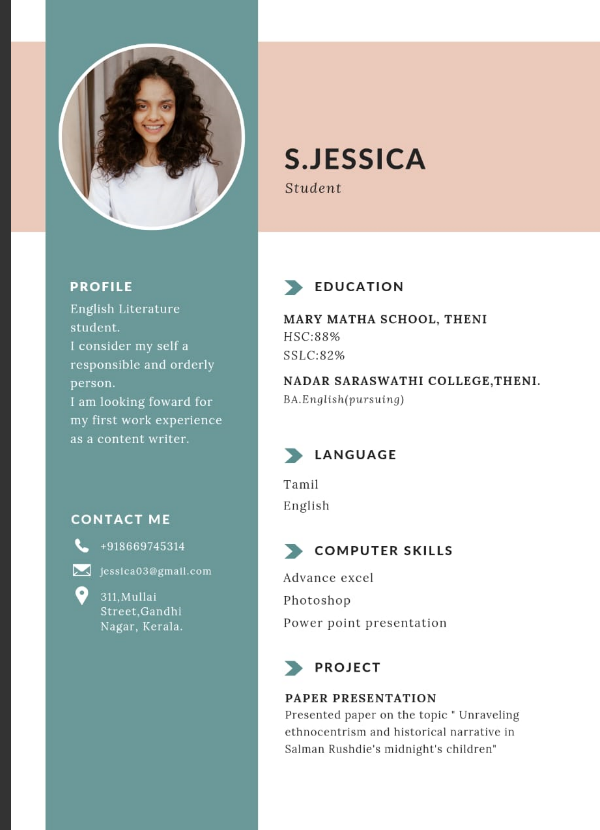 S.JESSICA
Student
PROFILE
English Literature
student.
I consider my self a
responsible and orderly
person.
I am looking foward for
my first work experience
as a content writer.
CONTACT ME
+918669745314
jessica03@gmail.com
311,Mullai
Street,Gandhi
Nagar, Kerala.
EDUCATION
MARY MATHA SCHOOL, THENI
HSC:88%
SSLC:82%
NADAR SARASWATHI COLLEGE,THENI.
BA.English(pursuing)
LANGUAGE
Tamil
English
COMPUTER SKILLS
Advance excel
Photoshop
Power point presentation
PROJECT
PAPER PRESENTATION
Presented paper on the topic " Unraveling
ethnocentrism and historical narrative in
Salman Rushdie's midnight's children"